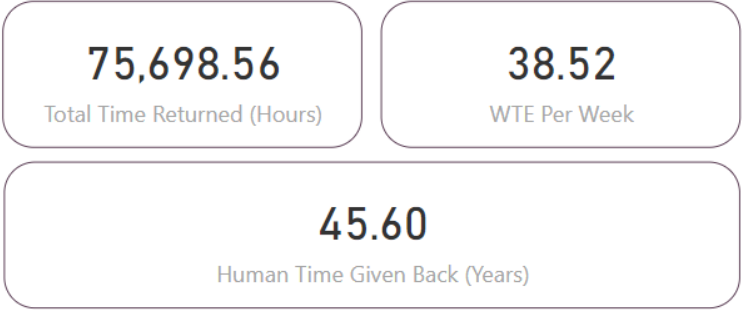 75,698.56
Total Time Returned (Hours)
38.52
WTE Per Week
45.60
Human Time Given Back (Years)